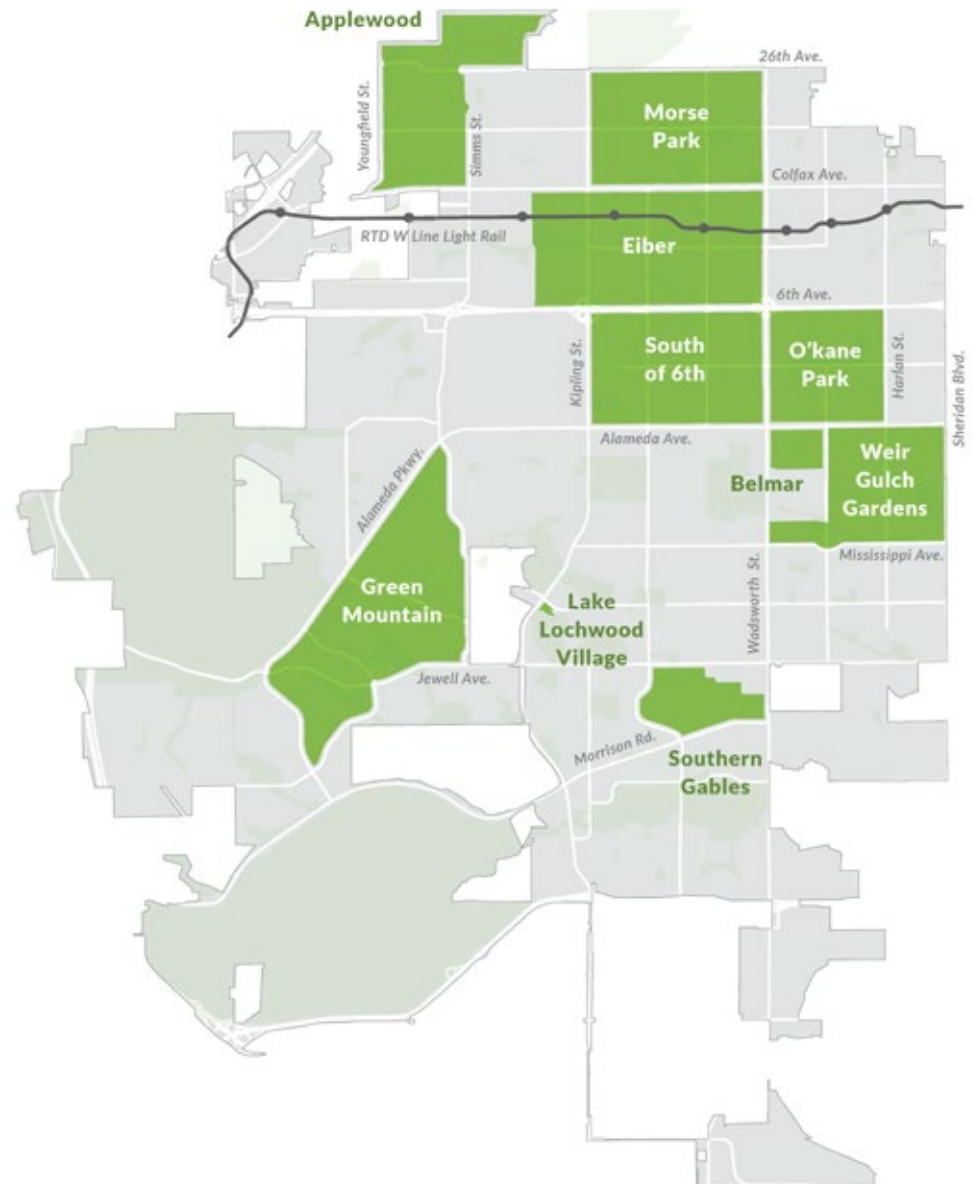 Applewood
26th Ave.
Youngfield St.
Simms St.
Morse
Park
Colfax Ave.
RTD W Line Light Rail
Eiber
6th Ave.
Kipling St.
South
of 6th
O'kane
Park
Harlan St.
Sheridan Blvd.
Alameda Ave.
Alameda Pkwy.
Belmar
Weir
Gulch
Gardens
Mississippi Ave.
Wadsworth St.
Green
Mountain
Lake
Lochwood
Village
Jewell Ave.
Morrison Rd.
Southern
Gables